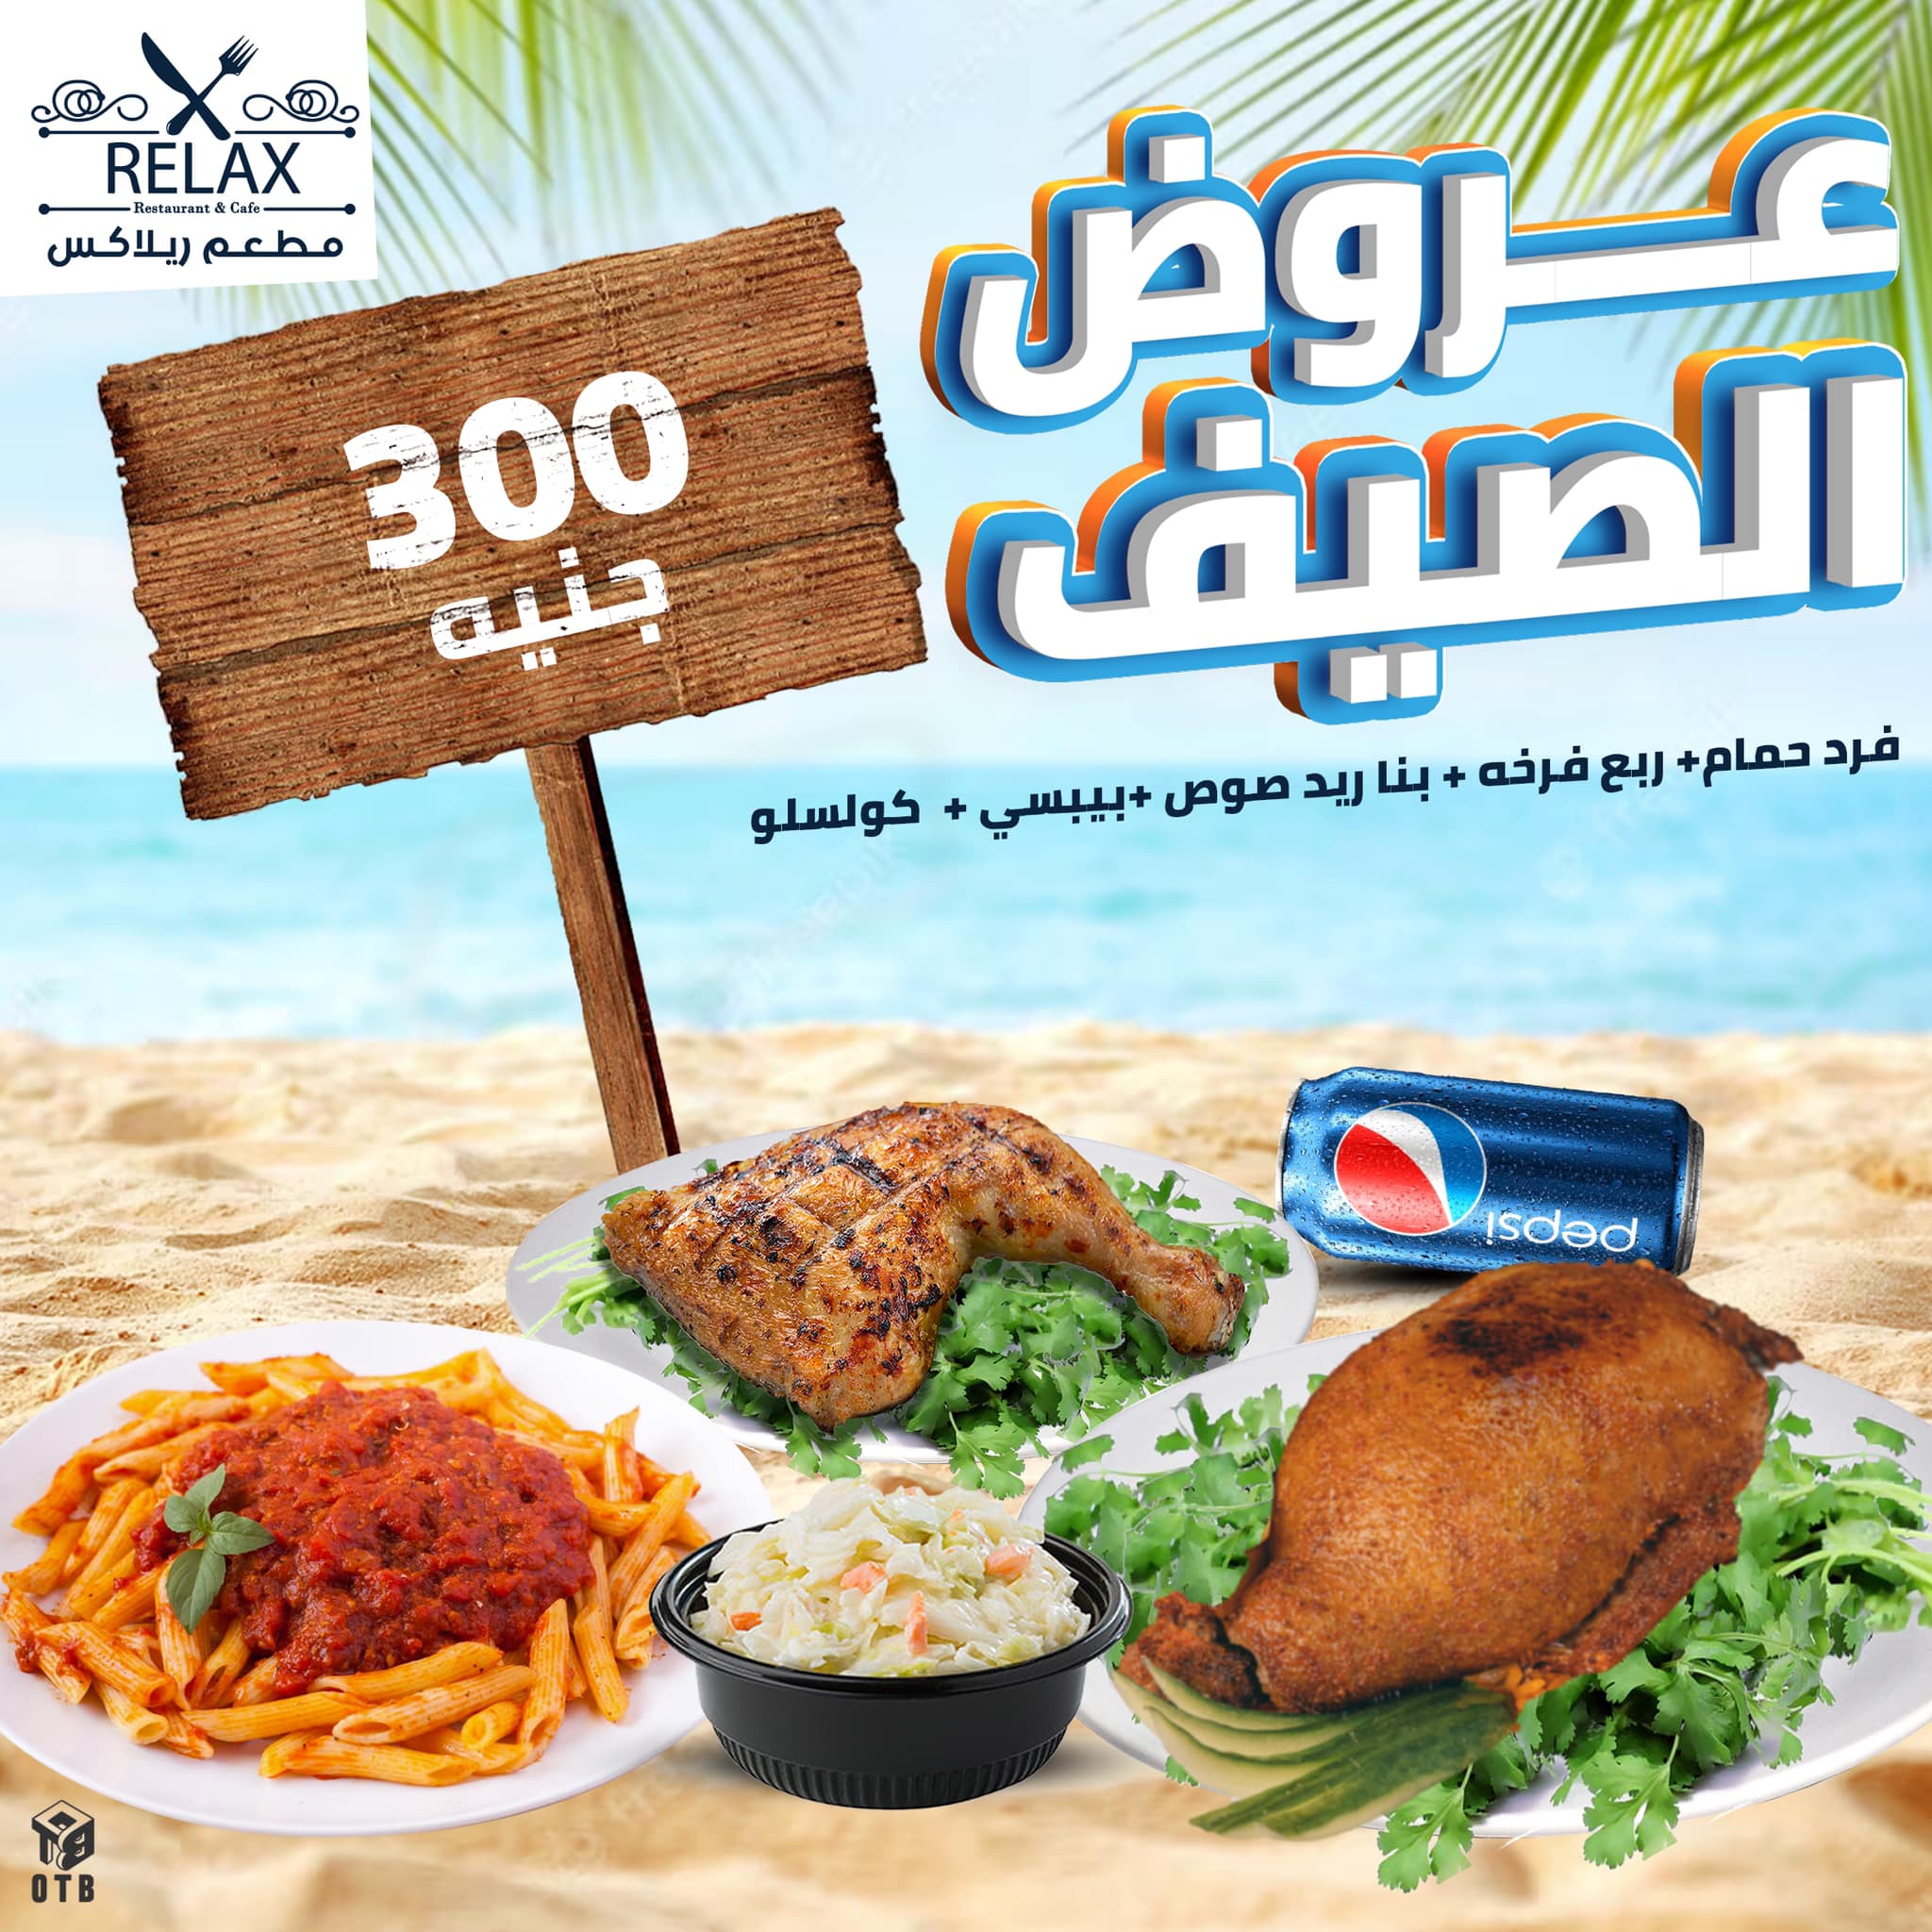 RELAX
Restaurant & Cafe
مطعم ريلاكس
عروض
الصيف
300
جنيه
فرد حمام+ ربع فرخه + بنا ريد صوص +بيبسي + كولسلو
pepsi
OTB